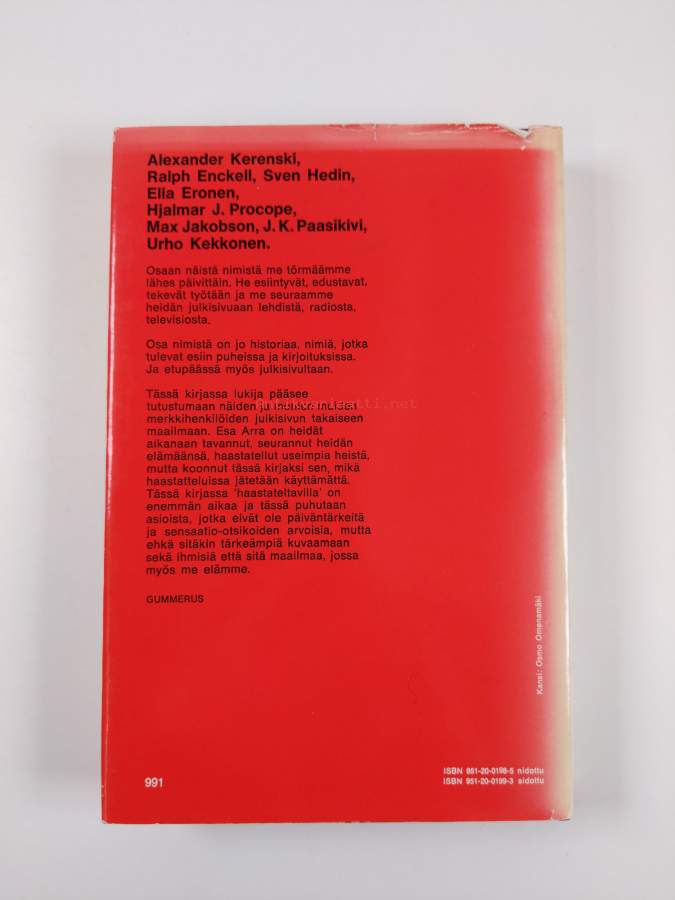 Alexander Kerenski,
Ralph Enckell, Sven Hedin,
Ella Eronen,
Hjalmar J. Procope,
Max Jakobson, J.K. Paasikivi,
Urho Kekkonen.
Osaan näistä nimistä me törmäämme
lähes päivittäin. He esiintyvät, edustavat,
tekevät työtään ja me seuraamme
heidän julkisivuaan lehdistä, radiosta,
televisiosta.
Osa nimistä on jo historiaa, nimiä, jotka
tulevat esiin puheissa ja kirjoituksissa.
Ja etupäässä myös julkisivultaan.
Tässä kirjassa lukija pääsee
tutustumaan näiden ja monen muiden
merkkihenkilöiden julkisivun takaiseen
maailmaan. Esa Arra on heidät
aikanaan tavannut, seurannut heidän
elämäänsä, haastatellut useimpia heistä,
mutta koonnut tässä kirjaksi sen, mikä
haastatteluissa jätetään käyttämättä.
Tässä kirjassa 'haastateltavilla' on
enemmän aikaa ja tässä puhutaan
asioista, jotka eivät ole päiväntärkeitä
ja sensaatio-otsikoiden arvoisia, mutta
ehkä sitäkin tärkeämpiä kuvaamaan
sekä ihmisiä että sitä maailmaa, jossa
myös me elämme.
GUMMERUS
Kansi: Osmo Omenamäki
991
ISBN 951-20-0198-5 nidottu
ISBN 951-20-0199-3 sidottu
antikvariaatti.net